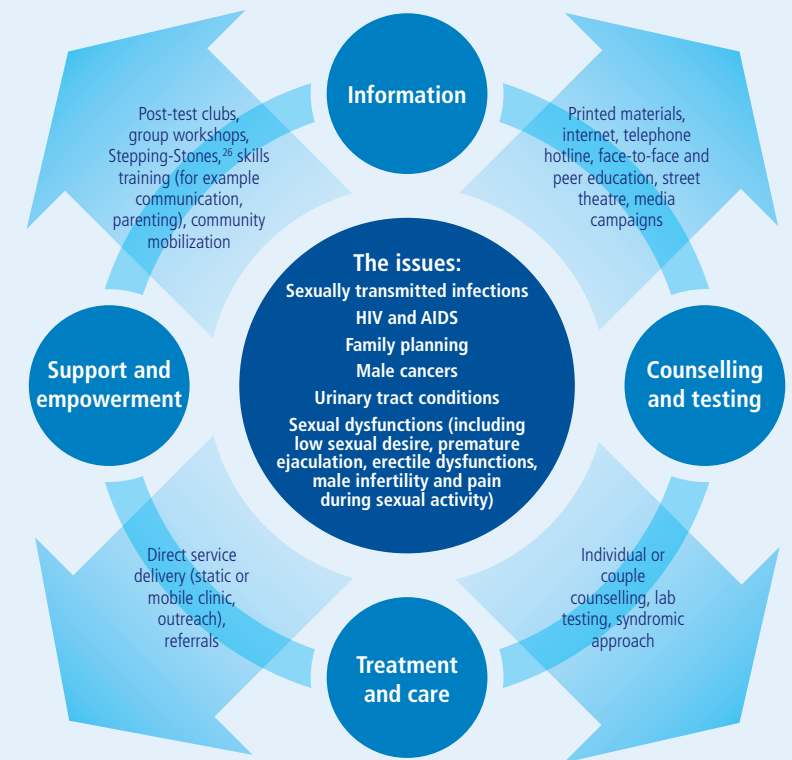 Information
Post-test clubs,
group workshops,
Stepping-Stones,²⁶ skills
training (for example
communication,
parenting), community
mobilization
Printed materials,
internet, telephone
hotline, face-to-face and
peer education, street
theatre, media
campaigns
The issues:
Sexually transmitted infections
HIV and AIDS
Family planning
Male cancers
Urinary tract conditions
Sexual dysfunctions (including
low sexual desire, premature
ejaculation, erectile dysfunctions,
male infertility and pain
during sexual activity)
Support and
empowerment
Counselling
and testing
Direct service
delivery (static or
mobile clinic,
outreach),
referrals
Individual or
couple
counselling, lab
testing, syndromic
approach
Treatment
and care